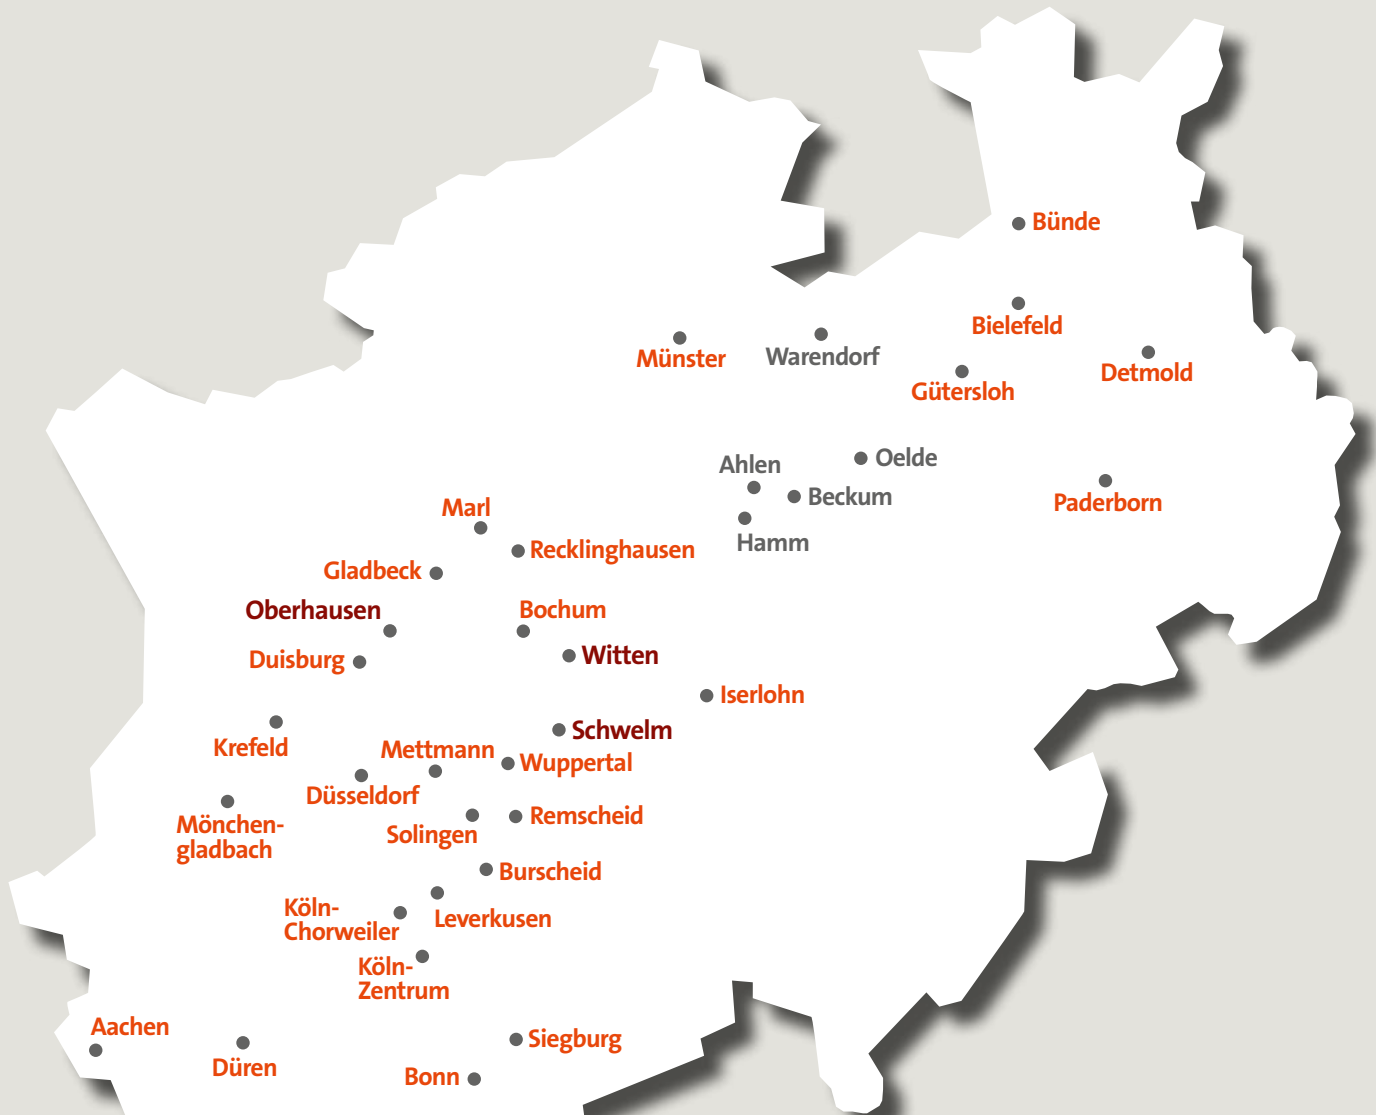 Bünde
Bielefeld
Münster
Warendorf
Detmold
Gütersloh
Oelde
Ahlen
Beckum
Paderborn
Marl
Hamm
Recklinghausen
Gladbeck
Oberhausen
Bochum
Witten
Duisburg
Iserlohn
Schwelm
Krefeld
Mettmann
Wuppertal
Düsseldorf
Remscheid
Mönchen-
gladbach
Solingen
Burscheid
Köln-
Chorweiler
Leverkusen
Köln-
Zentrum
Aachen
Siegburg
Düren
Bonn